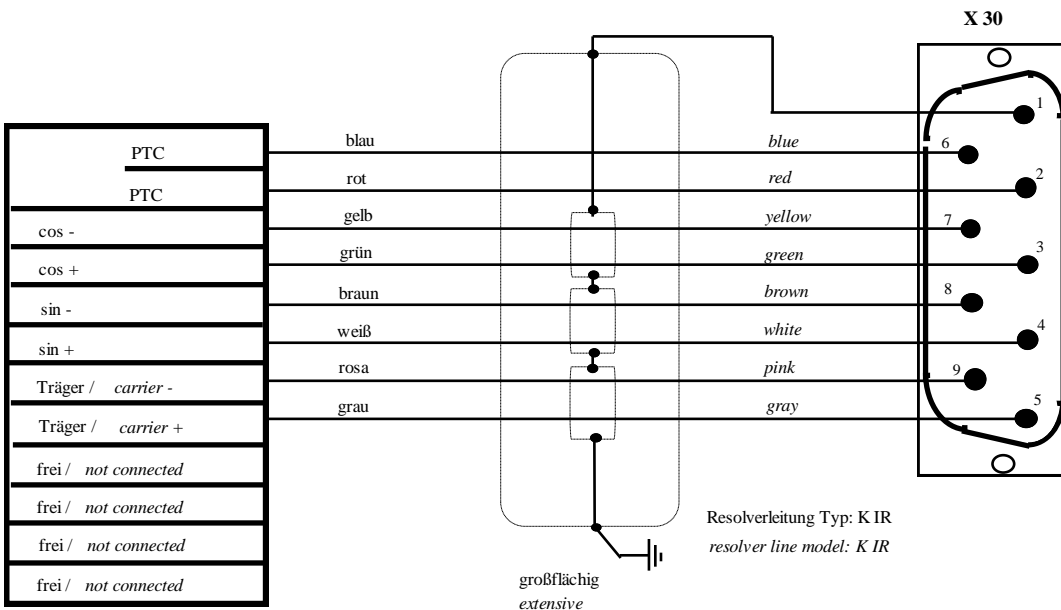 X 30
1
PTC blau blue 6
PTC rot red 2
cos - gelb yellow 7
cos + grün green 3
sin - braun brown 8
sin + weiß white 4
Träger / carrier - rosa pink 9
Träger / carrier + grau gray 5
frei / not connected
frei / not connected
frei / not connected
frei / not connected
Resolverleitung Typ: K IR
resolver line model: K IR
großflächig
extensive